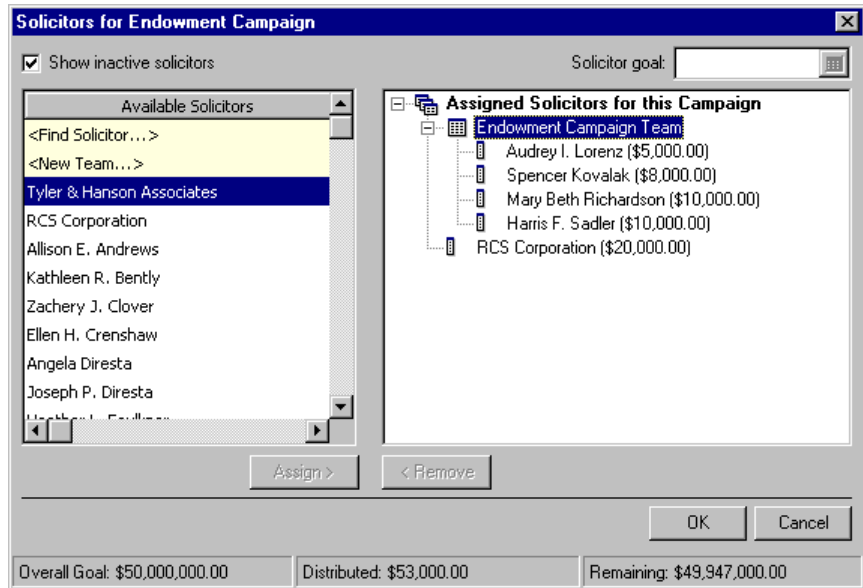 Solicitors for Endowment Campaign
Show inactive solicitors
Solicitor goal:
Available Solicitors
<Find Solicitor...>
<New Team...>
Tyler & Hanson Associates
RCS Corporation
Allison E. Andrews
Kathleen R. Bently
Zachery J. Clover
Ellen H. Crenshaw
Angela Diresta
Joseph P. Diresta
Assigned Solicitors for this Campaign
Endowment Campaign Team
Audrey I. Lorenz ($5,000.00)
Spencer Kovalak ($8,000.00)
Mary Beth Richardson ($10,000.00)
Harris F. Sadler ($10,000.00)
RCS Corporation ($20,000.00)
Assign >
< Remove
OK
Cancel
Overall Goal: $50,000,000.00
Distributed: $53,000.00
Remaining: $49,947,000.00